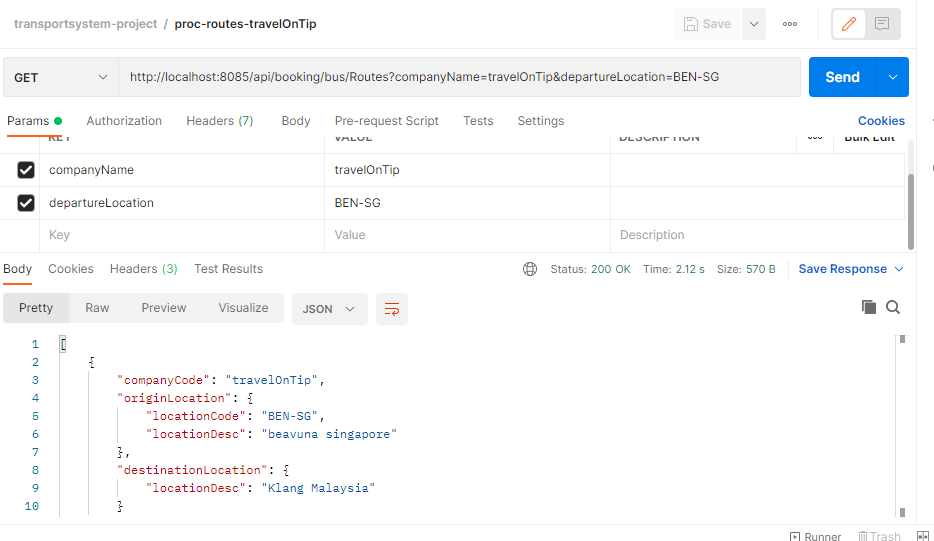 transportsystem-project / proc-routes-travelOnTip
Save
GET http://localhost:8085/api/booking/bus/Routes?companyName=travelOnTip&departureLocation=BEN-SG Send
Params Authorization Headers (7) Body Pre-request Script Tests Settings Cookies
KEY VALUE DESCRIPTION Bulk Edit
companyName travelOnTip
departureLocation BEN-SG
Key Value Description
Body Cookies Headers (3) Test Results Status: 200 OK Time: 2.12 s Size: 570 B Save Response
Pretty Raw Preview Visualize JSON
1 [
2 {
3 "companyCode": "travelOnTip",
4 "originLocation": {
5 "locationCode": "BEN-SG",
6 "locationDesc": "beavuna singapore"
7 },
8 "destinationLocation": {
9 "locationDesc": "Klang Malaysia"
10 }
Runner Trash